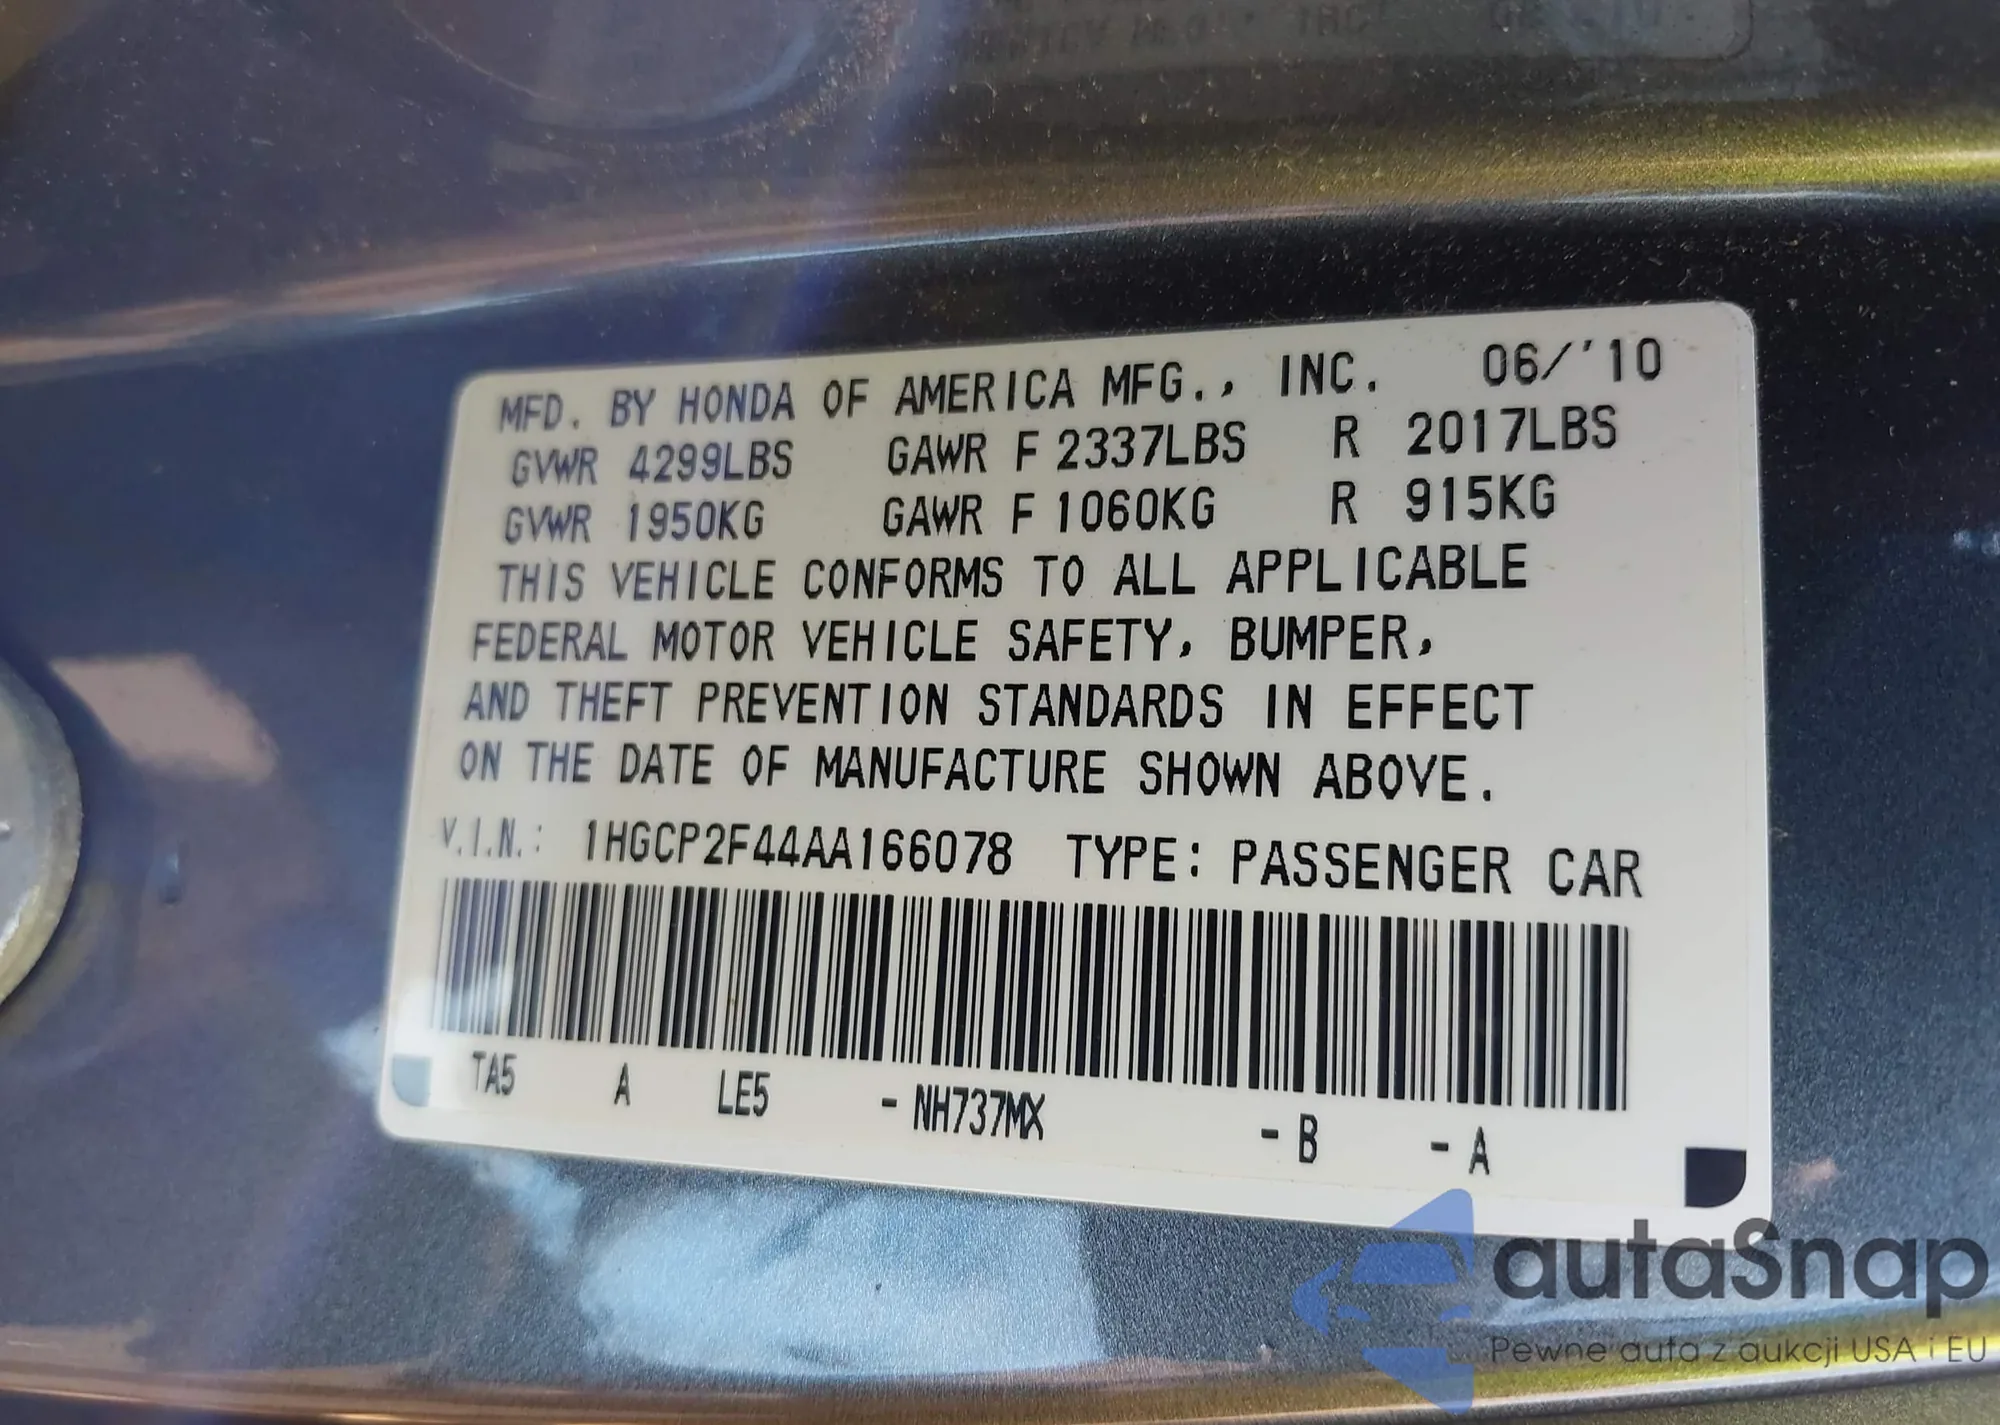 MFD. BY HONDA OF AMERICA MFG., INC. 06/'10
GVWR 4299LBS GAWR F 2337LBS R 2017LBS
GVWR 1950KG GAWR F 1060KG R 915KG
THIS VEHICLE CONFORMS TO ALL APPLICABLE
FEDERAL MOTOR VEHICLE SAFETY, BUMPER,
AND THEFT PREVENTION STANDARDS IN EFFECT
ON THE DATE OF MANUFACTURE SHOWN ABOVE.
V.I.N.: 1HGCP2F44AA166078 TYPE: PASSENGER CAR
TA5 A LE5 - NH737MX - B - A
autaSnap
Pewne auta z aukcji USA i EU